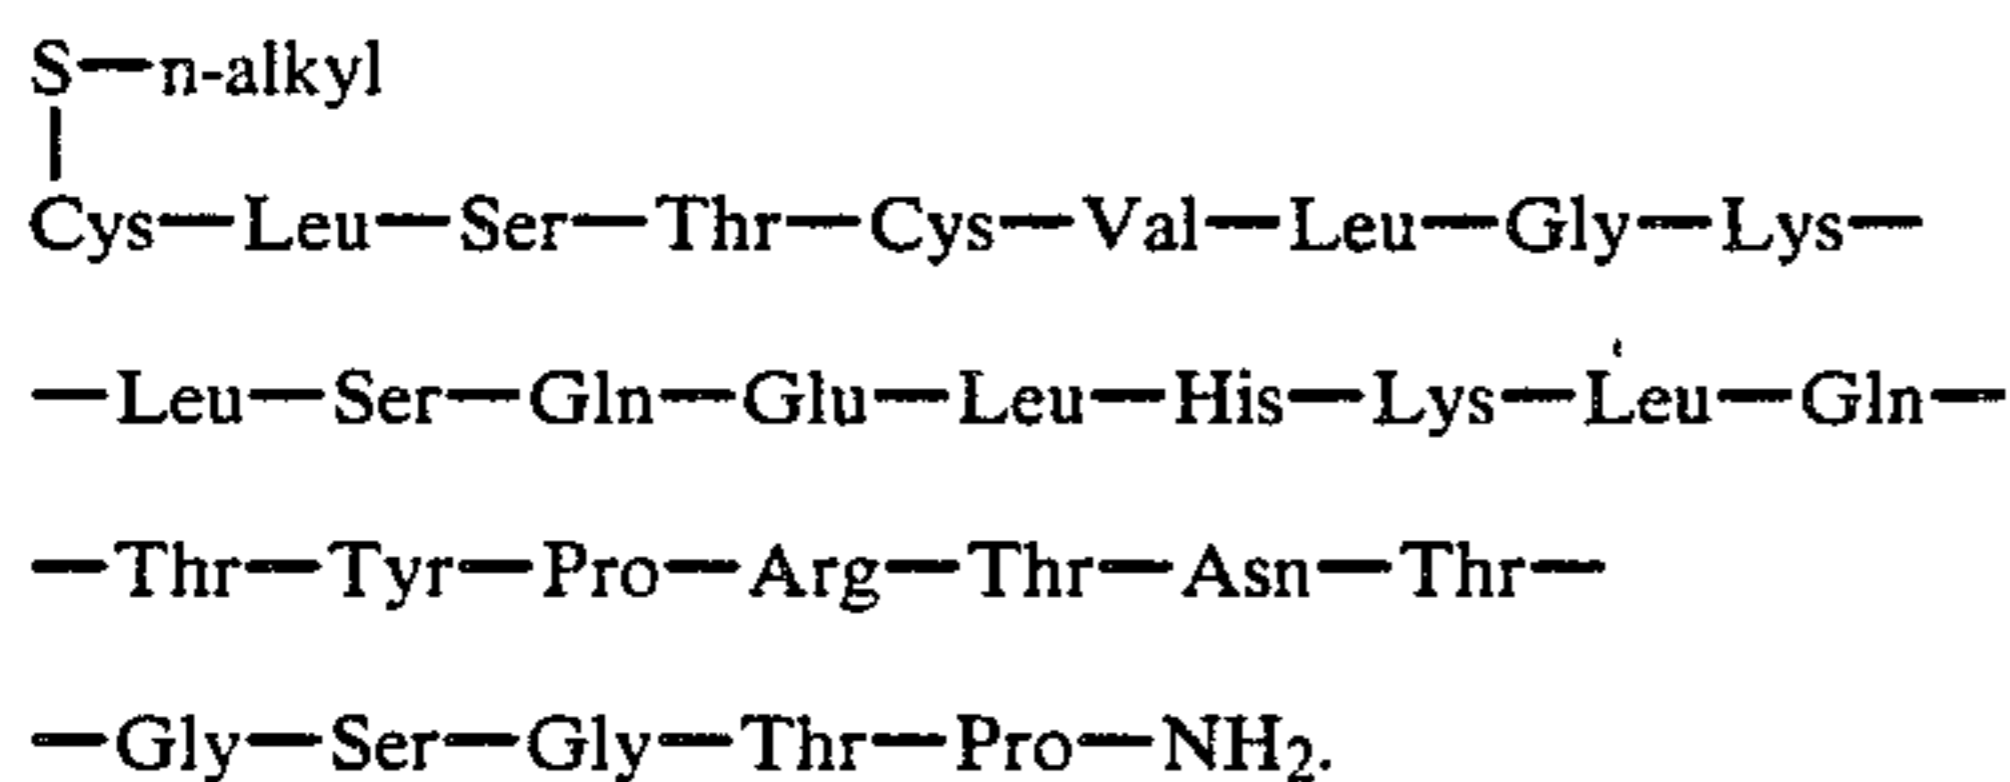 S—n-alkyl
|
Cys—Leu—Ser—Thr—Cys—Val—Leu—Gly—Lys—
—Leu—Ser—Gln—Glu—Leu—His—Lys—Leu—Gln—
—Thr—Tyr—Pro—Arg—Thr—Asn—Thr—
—Gly—Ser—Gly—Thr—Pro—NH₂.